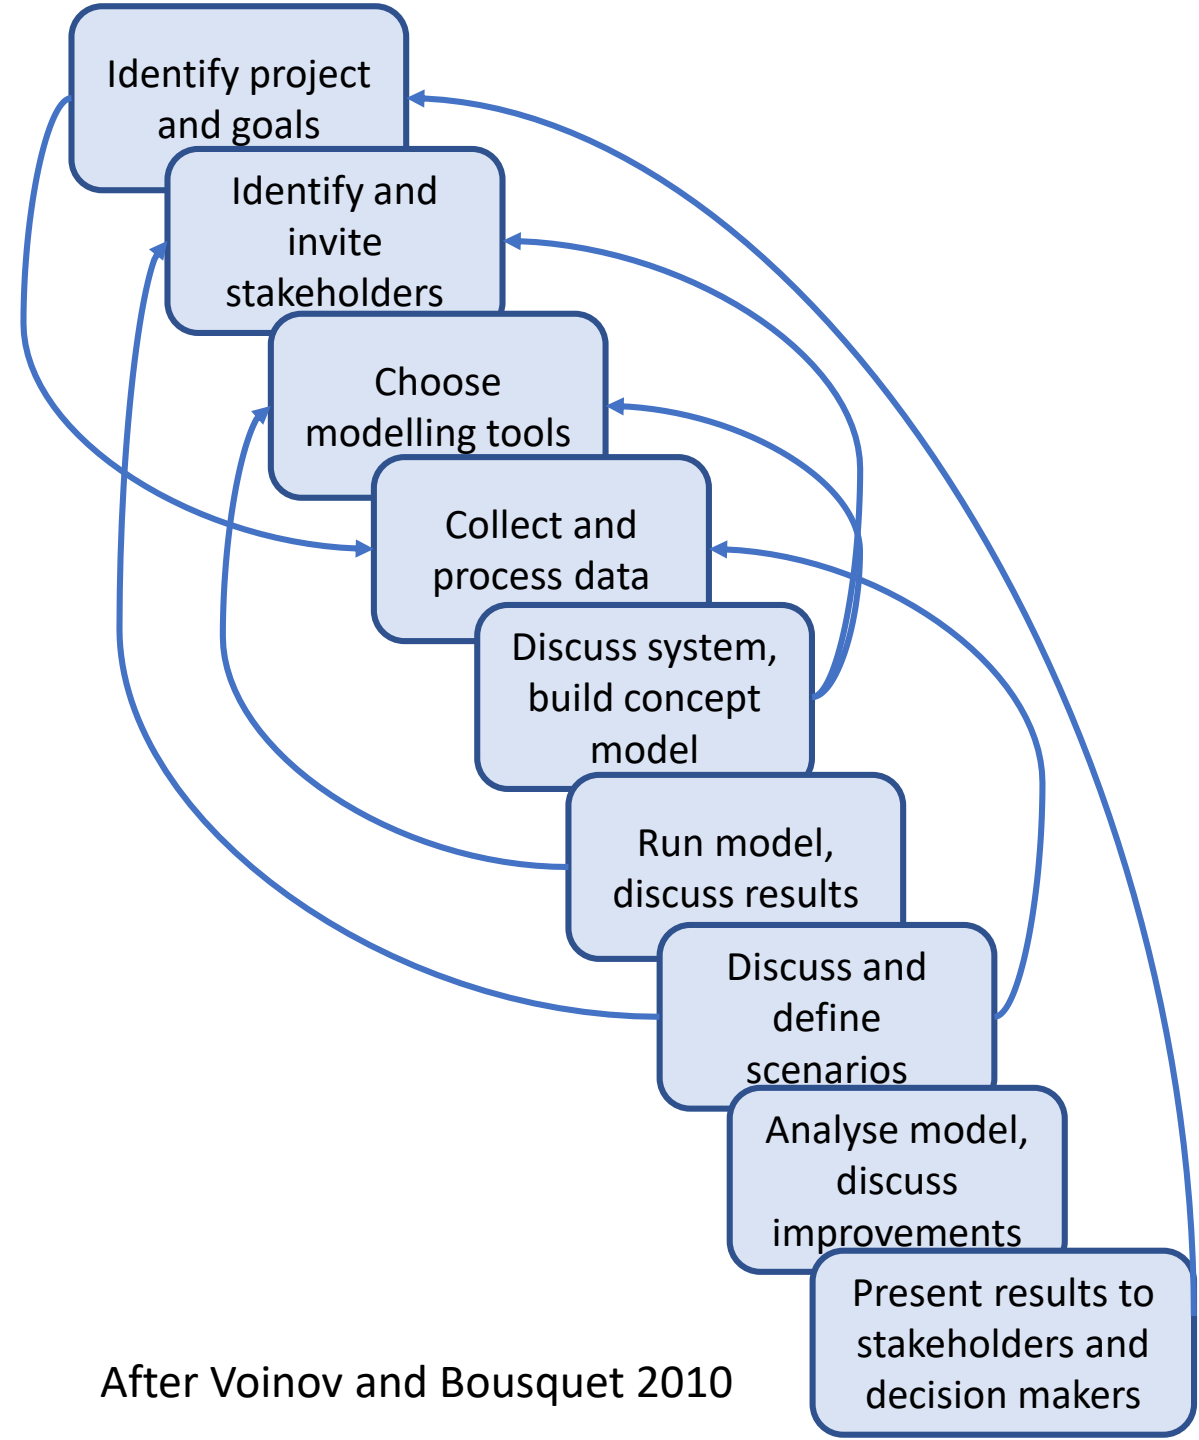 Identify project
and goals
Identify and
invite
stakeholders
Choose
modelling tools
Collect and
process data
Discuss system,
build concept
model
Run model,
discuss results
Discuss and
define
scenarios
Analyse model,
discuss
improvements
Present results to
stakeholders and
decision makers
After Voinov and Bousquet 2010